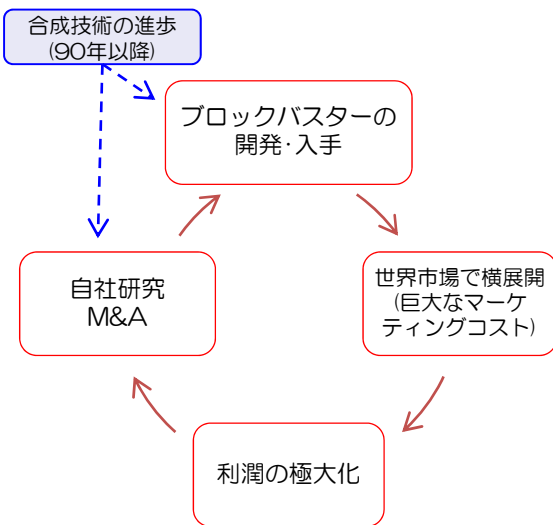 合成技術の進歩
(90年以降)
ブロックバスターの
開発・入手
世界市場で横展開
(巨大なマーケ
ティングコスト)
利潤の極大化
自社研究
M&A